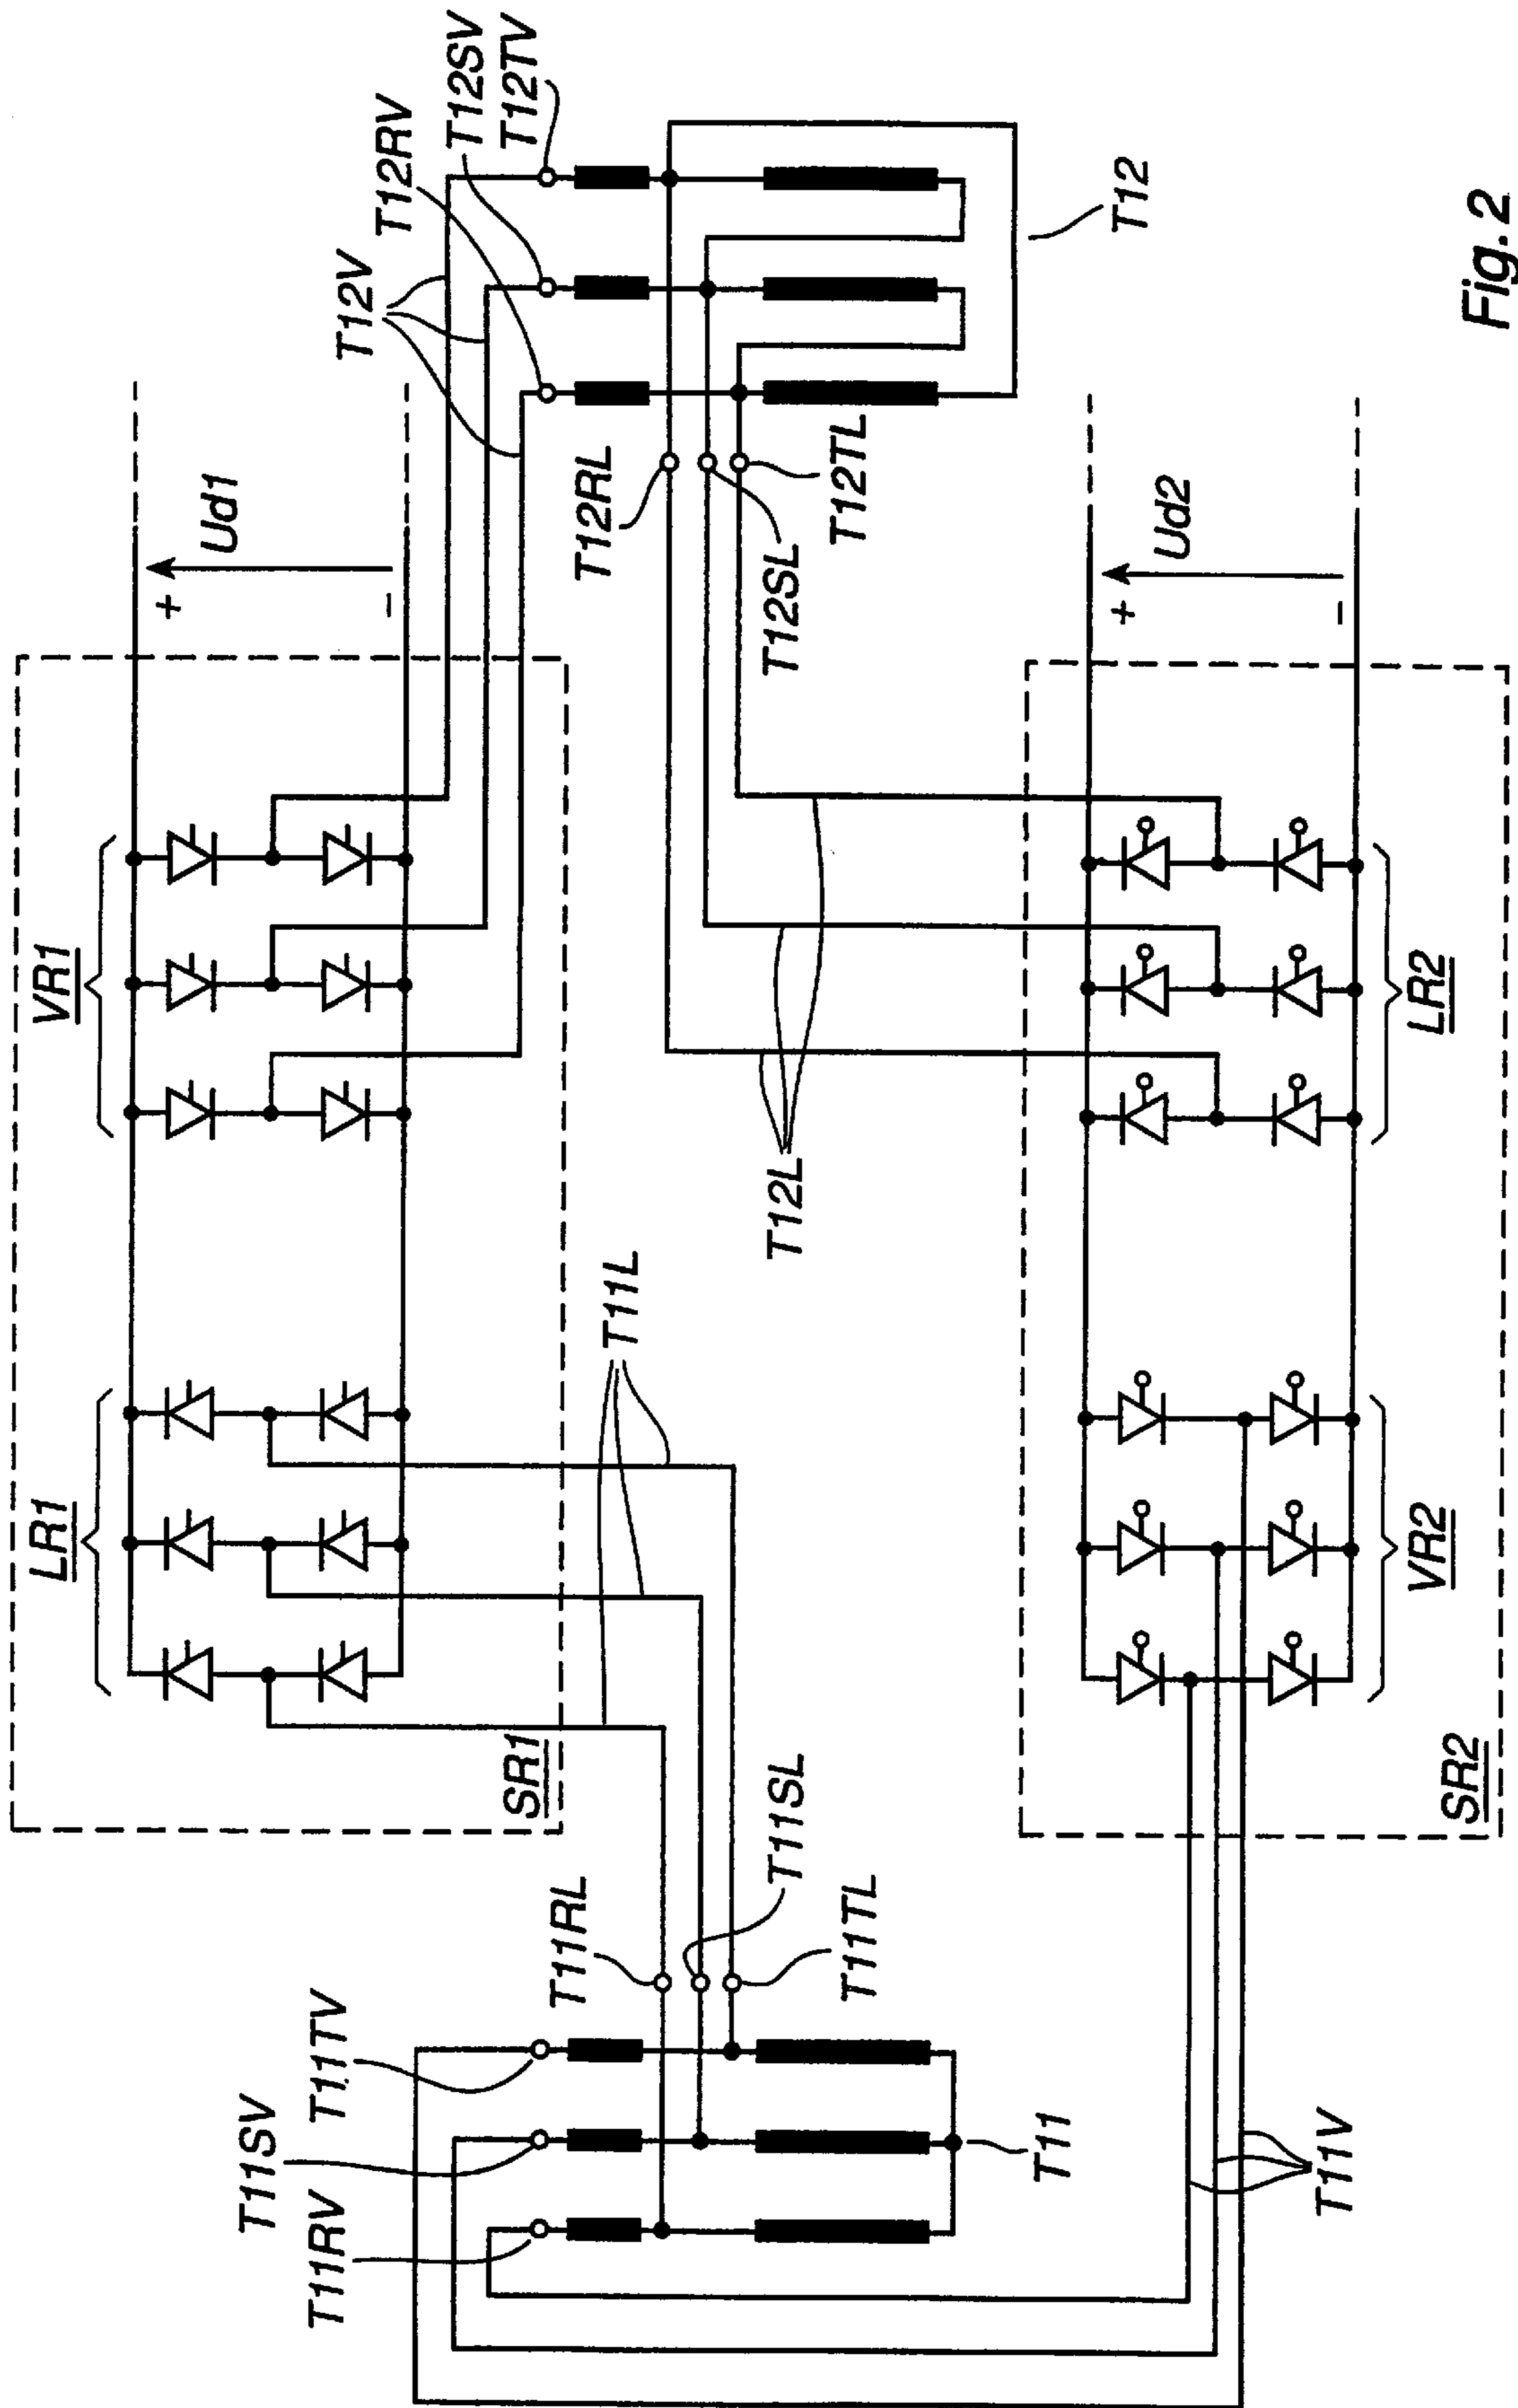 LR1
VR1
+
Ud1
–
T12V
T12RV
T12SV
T12TV
SR1
T11L
T11SV
T11RV
T11TV
T11RL
T11SL
T11TL
T12RL
T12SL
T12TL
T12L
T11
T12
+
Ud2
–
T11V
VR2
LR2
SR2
Fig. 2